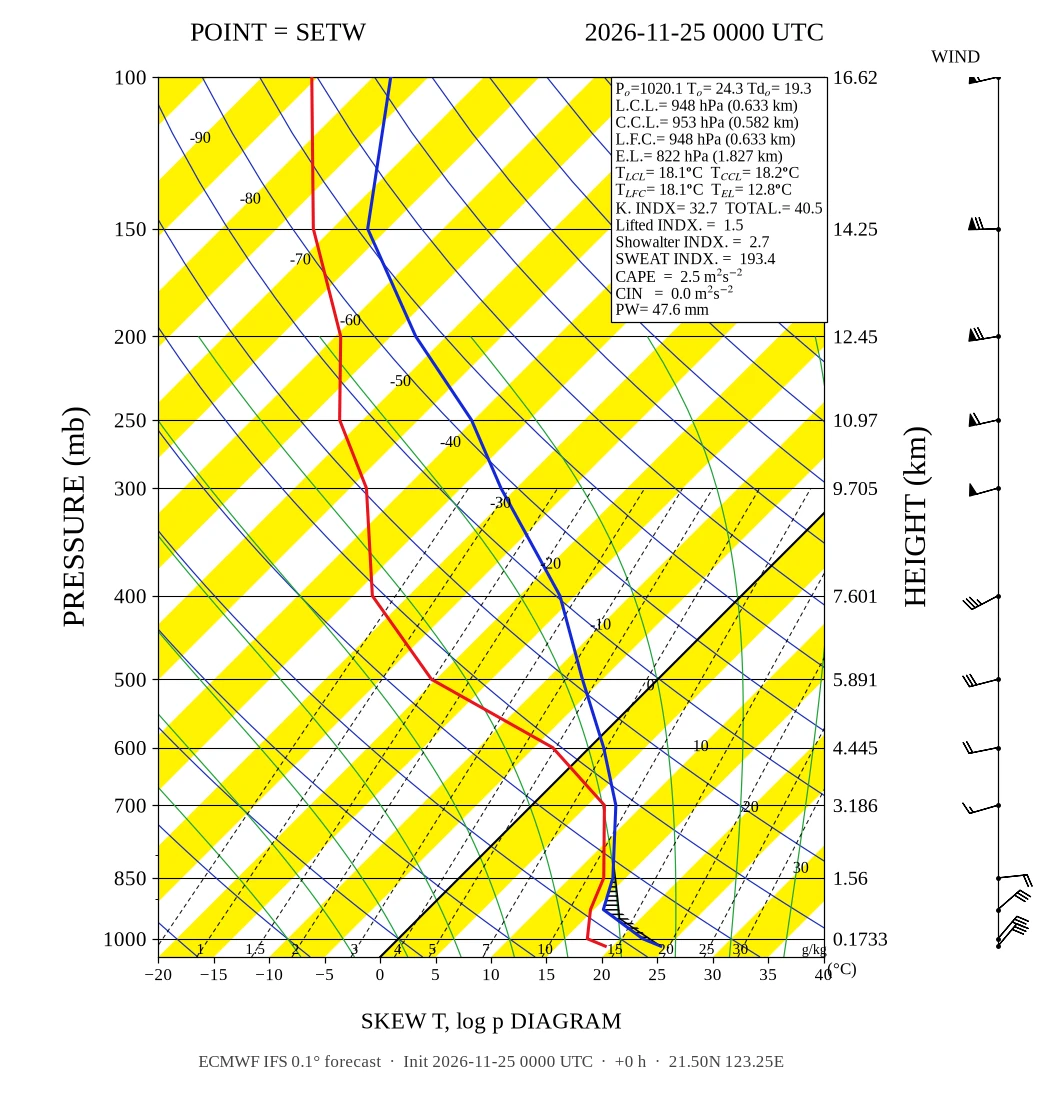 POINT = SETW
2026-11-25 0000 UTC
WIND
100
16.62
Pₒ=1020.1 Tₒ= 24.3 Tdₒ= 19.3
L.C.L.= 948 hPa (0.633 km)
C.C.L.= 953 hPa (0.582 km)
L.F.C.= 948 hPa (0.633 km)
E.L.= 822 hPa (1.827 km)
T_LCL= 18.1°C T_CCL= 18.2°C
T_LFC= 18.1°C T_EL= 12.8°C
K. INDX= 32.7 TOTAL.= 40.5
Lifted INDX. = 1.5
Showalter INDX. = 2.7
SWEAT INDX. = 193.4
CAPE = 2.5 m²s⁻²
CIN = 0.0 m²s⁻²
PW= 47.6 mm
-90
-80
150
14.25
-70
-60
200
12.45
-50
250
10.97
-40
300
9.705
-30
PRESSURE (mb)
HEIGHT (km)
-20
400
7.601
-10
500
5.891
0
600
4.445
10
700
3.186
20
850
1.56
30
1000
0.1733
1 1.5 2 3 4 5 7 10 15 20 25 30 g/kg
−20 −15 −10 −5 0 5 10 15 20 25 30 35 40 (°C)
SKEW T, log p DIAGRAM
ECMWF IFS 0.1° forecast · Init 2026-11-25 0000 UTC · +0 h · 21.50N 123.25E